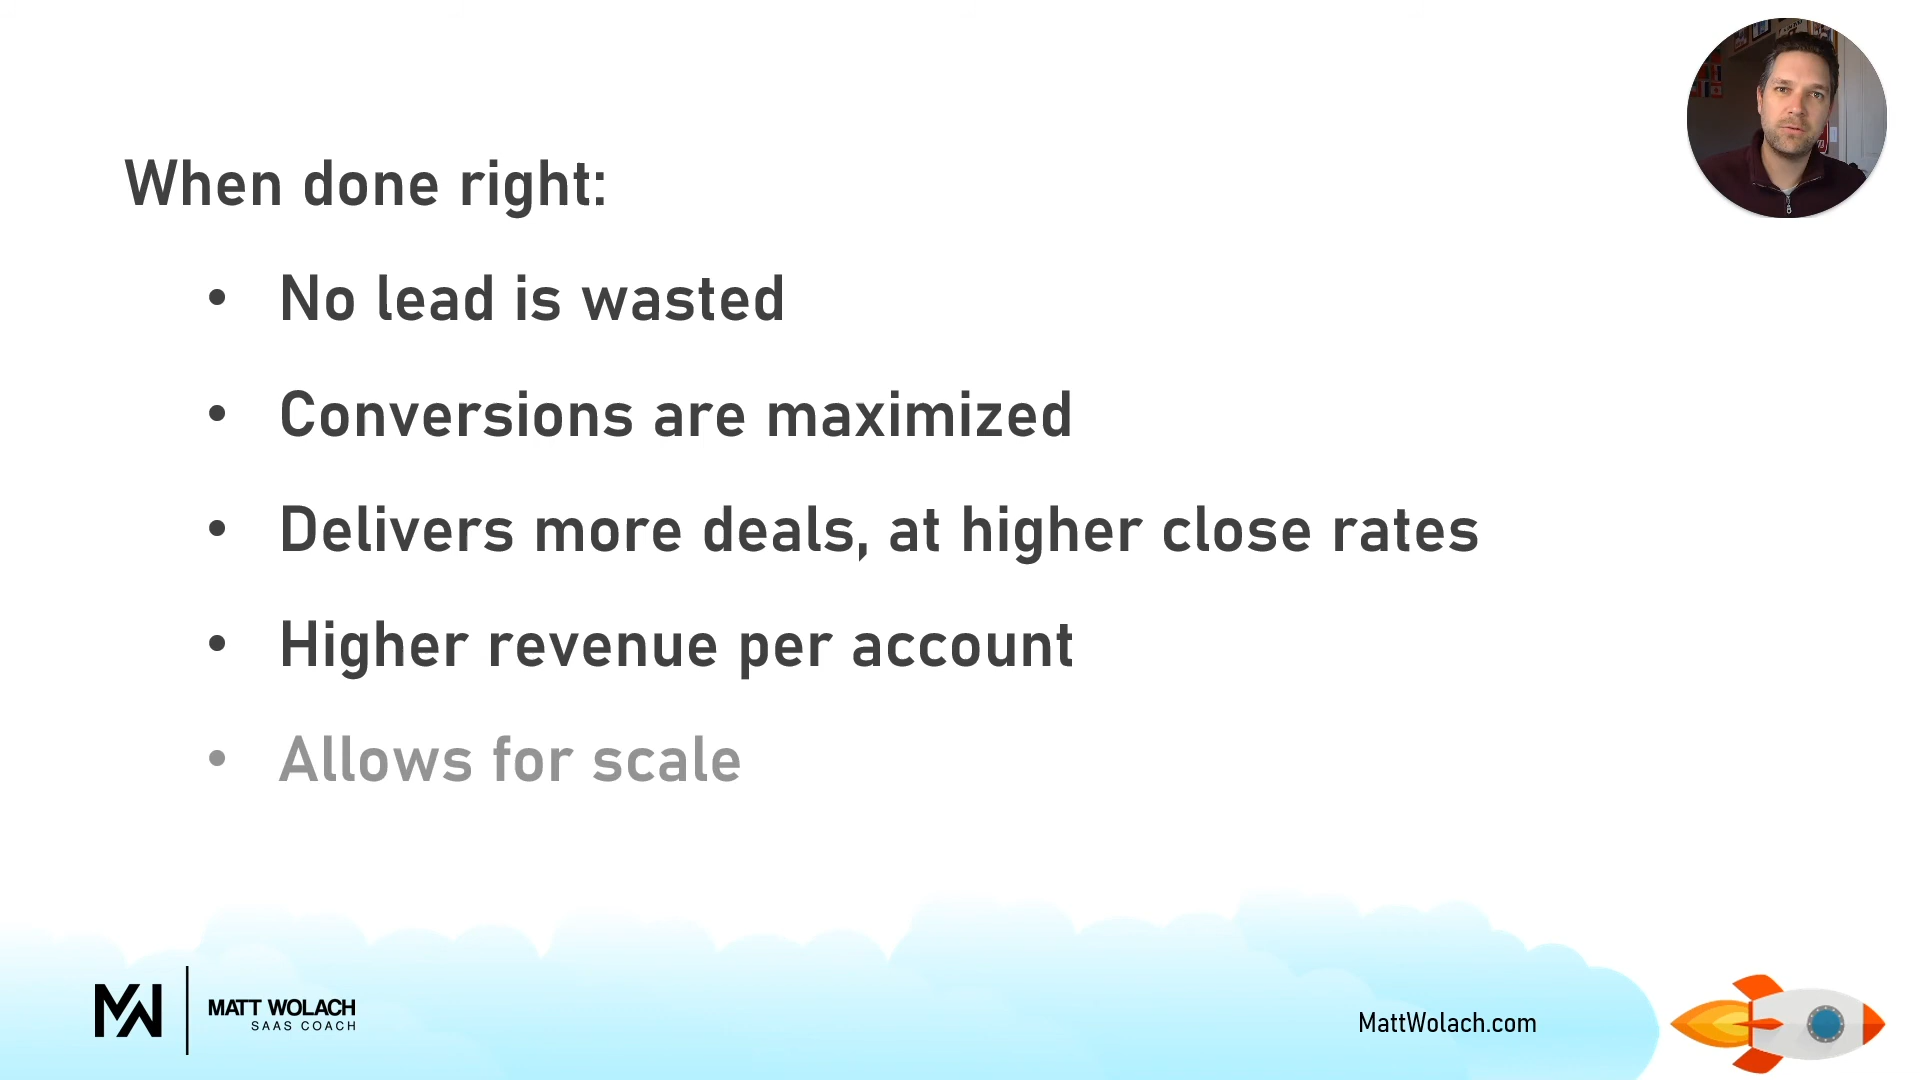 When done right:
• No lead is wasted
• Conversions are maximized
• Delivers more deals, at higher close rates
• Higher revenue per account
• Allows for scale
MW
MATT WOLACH
SAAS COACH
MattWolach.com